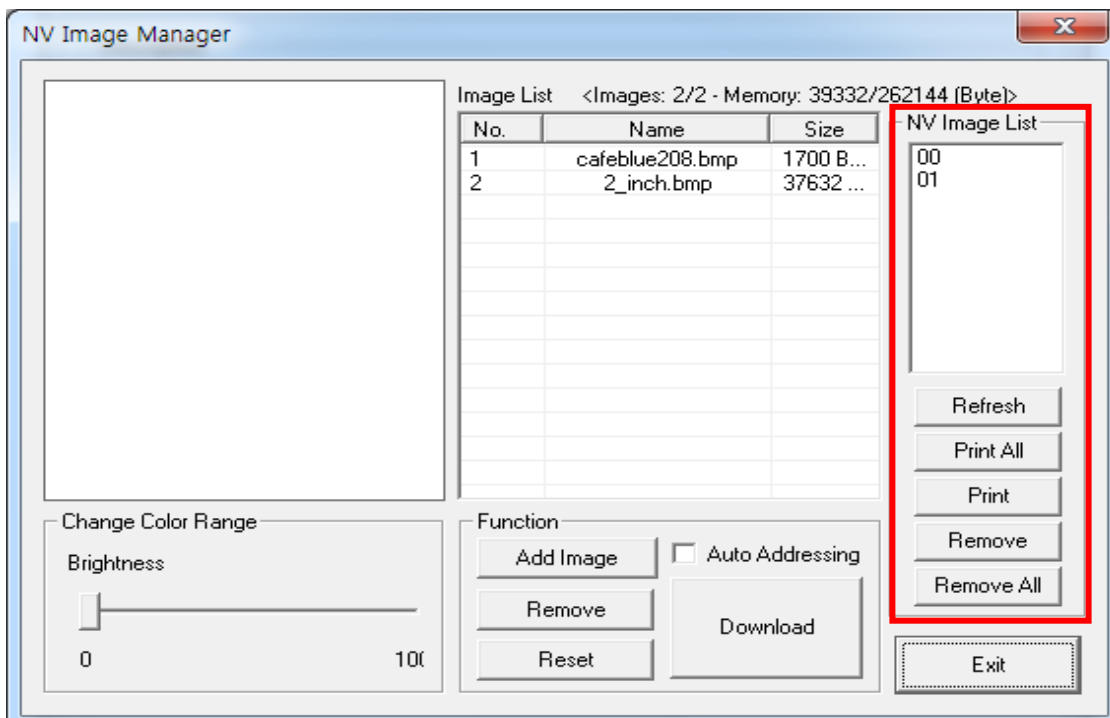 NV Image Manager
Image List <Images: 2/2 - Memory: 39332/262144 (Byte)>
No. Name Size
1 cafeblue208.bmp 1700 B...
2 2_inch.bmp 37632 ...
NV Image List
00
01
Refresh
Print All
Print
Remove
Remove All
Change Color Range
Brightness
0 10(
Function
Add Image
Auto Addressing
Remove
Download
Reset
Exit